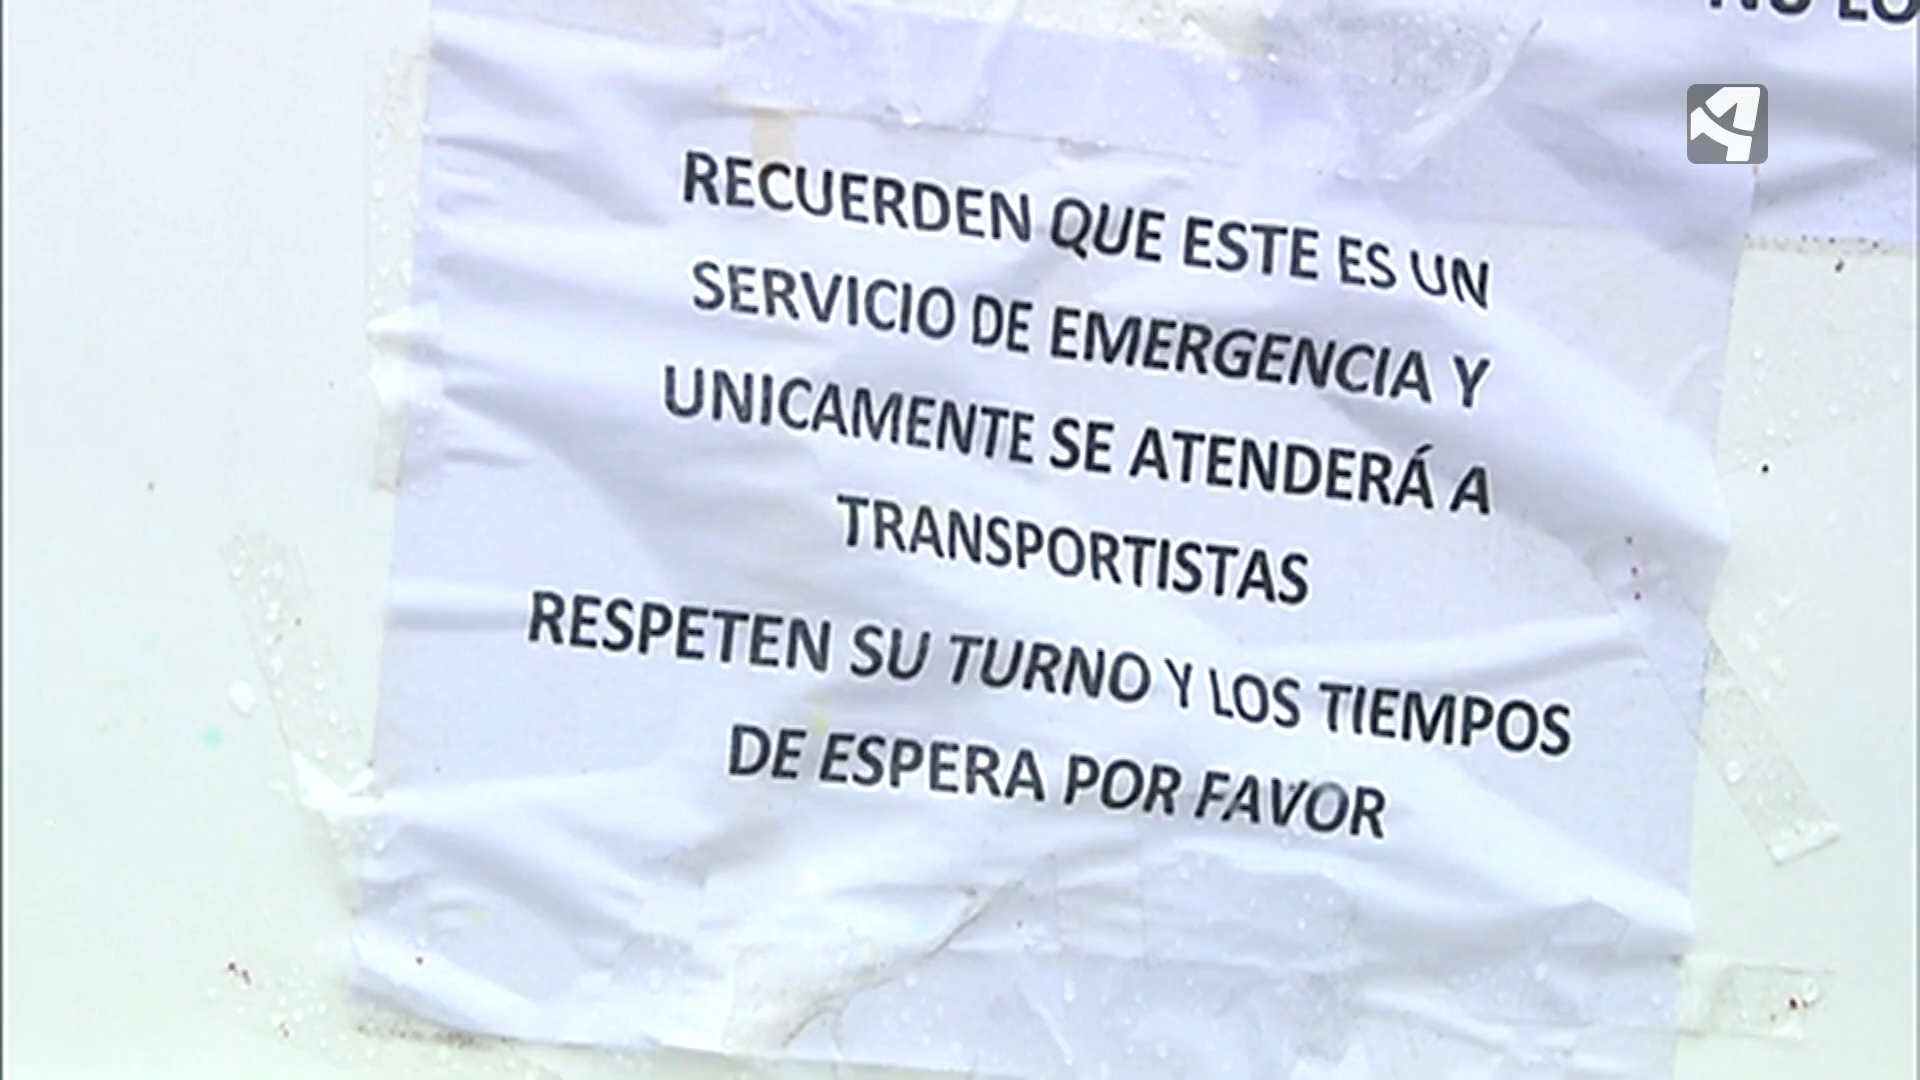 RECUERDEN QUE ESTE ES UN
SERVICIO DE EMERGENCIA Y
UNICAMENTE SE ATENDERÁ A
TRANSPORTISTAS
RESPETEN SU TURNO Y LOS TIEMPOS
DE ESPERA POR FAVOR